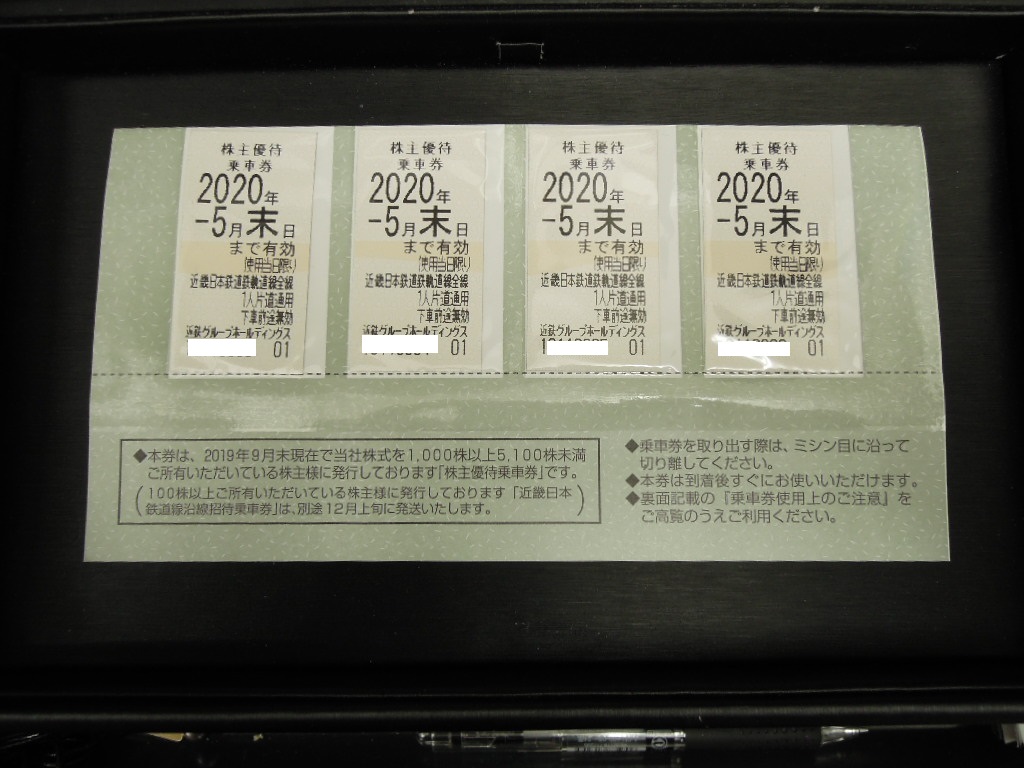 株主優待
乗車券
2020年
-5月末日
まで有効
(使用当日限り)
近畿日本鉄道鉄軌道線全線
1人片道通用
下車前途無効
近鉄グループホールディングス
01
株主優待
乗車券
2020年
-5月末日
まで有効
(使用当日限り)
近畿日本鉄道鉄軌道線全線
1人片道通用
下車前途無効
近鉄グループホールディングス
01
株主優待
乗車券
2020年
-5月末日
まで有効
(使用当日限り)
近畿日本鉄道鉄軌道線全線
1人片道通用
下車前途無効
近鉄グループホールディングス
01
株主優待
乗車券
2020年
-5月末日
まで有効
(使用当日限り)
近畿日本鉄道鉄軌道線全線
1人片道通用
下車前途無効
近鉄グループホールディングス
01
◆本券は、2019年9月末現在で当社株式を1,000株以上5,100株未満
ご所有いただいている株主様に発行しております「株主優待乗車券」です。
(100株以上ご所有いただいている株主様に発行しております「近畿日本
鉄道線沿線招待乗車券」は、別途12月上旬に発送いたします。)
◆乗車券を取り出す際は、ミシン目に沿って
切り離してください。
◆本券は到着後すぐにお使いいただけます。
◆裏面記載の『乗車券使用上のご注意』を
ご高覧のうえご利用ください。